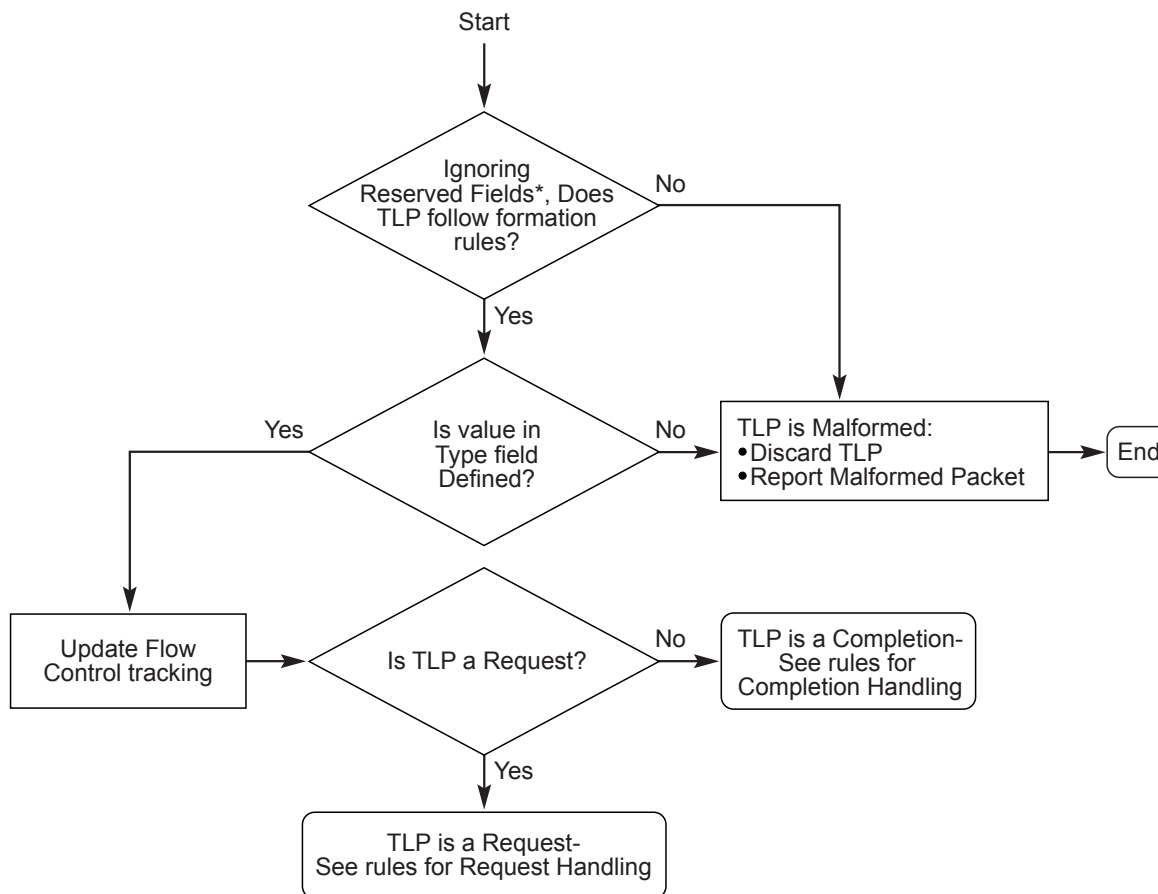 Start
Ignoring
Reserved Fields*, Does
TLP follow formation
rules?
No
Yes
Is value in
Type field
Defined?
Yes
No
TLP is Malformed:
•Discard TLP
•Report Malformed Packet
End
Update Flow
Control tracking
Is TLP a Request?
No
TLP is a Completion-
See rules for
Completion Handling
Yes
TLP is a Request-
See rules for Request Handling